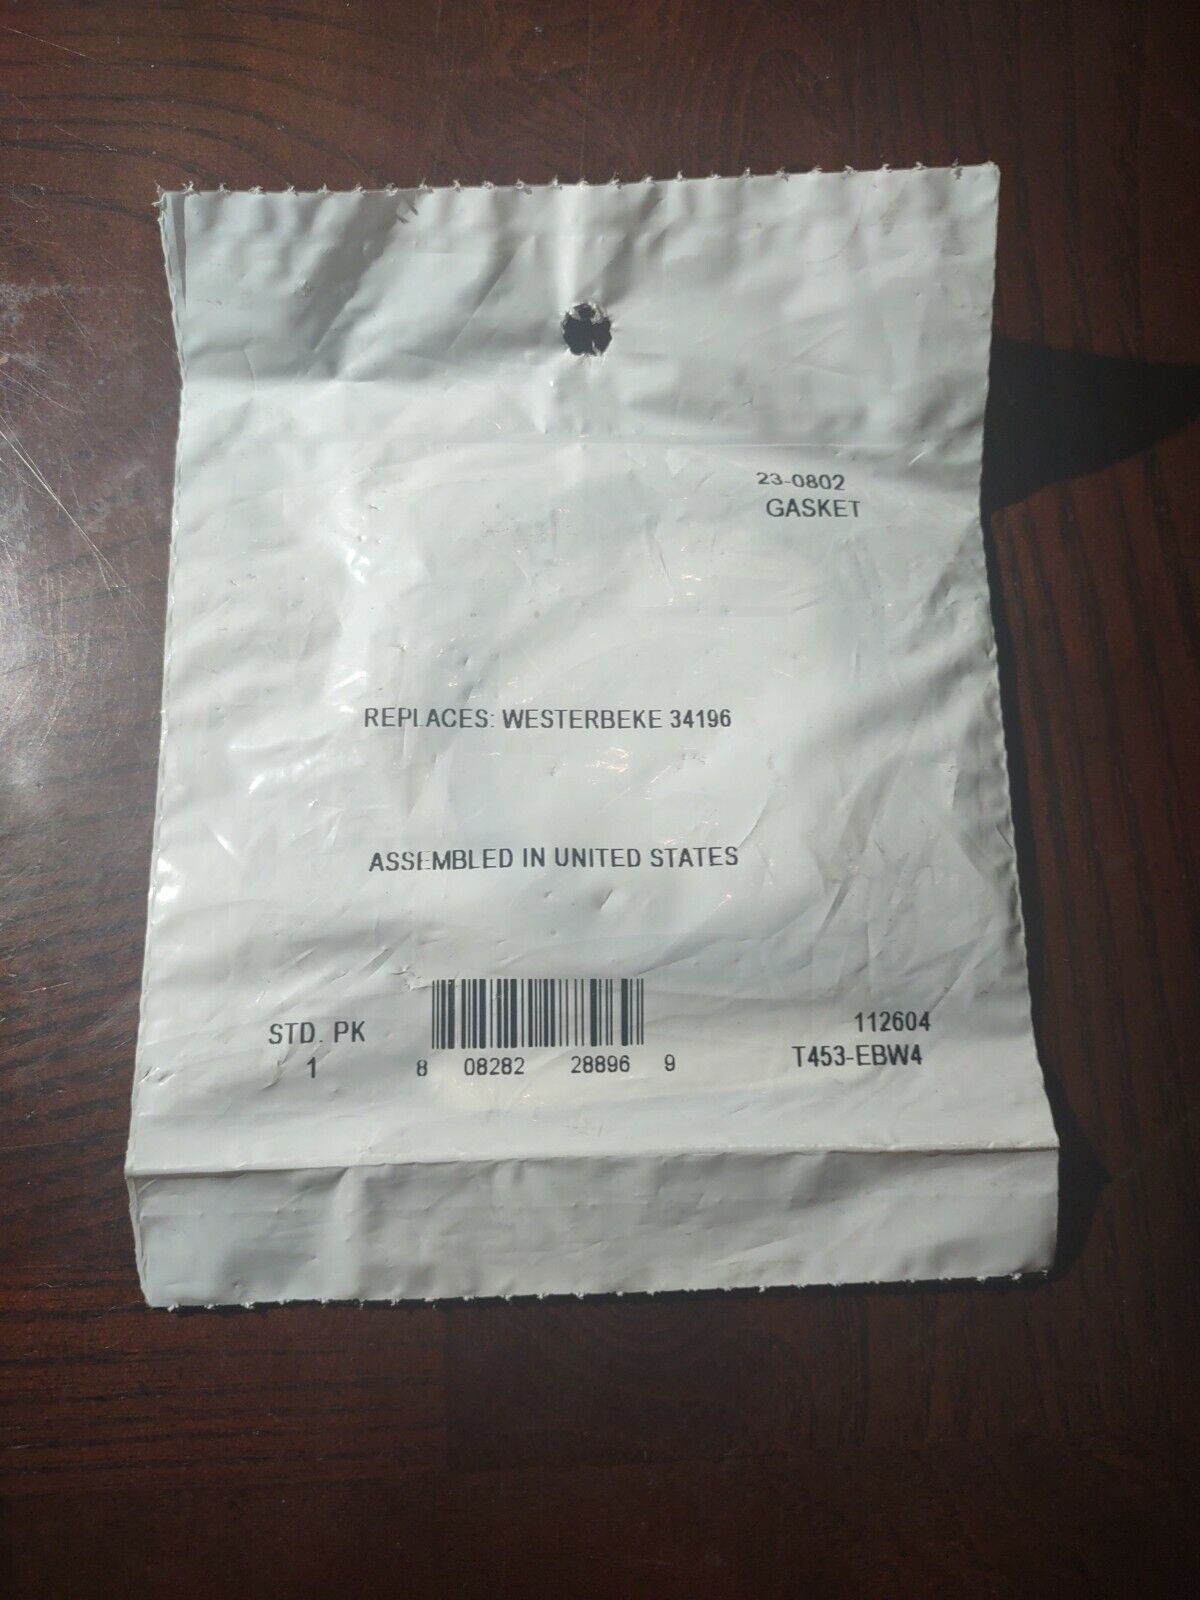 23-0802
GASKET
REPLACES: WESTERBEKE 34196
ASSEMBLED IN UNITED STATES
STD. PK
1
8 08282 28896 9
112604
T453-EBW4